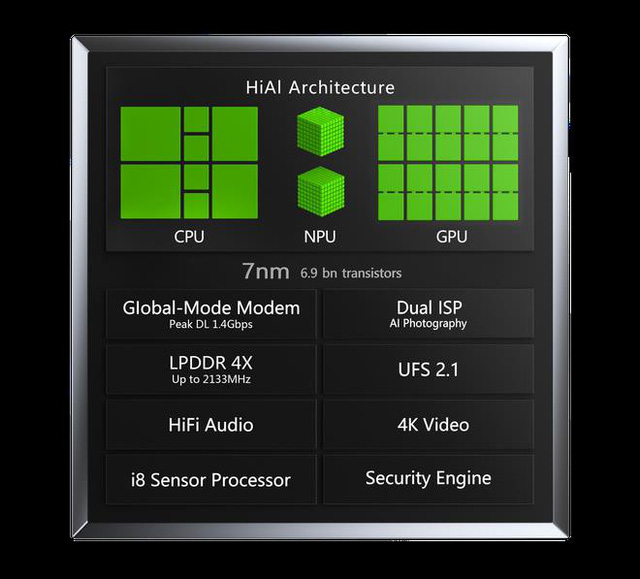 HiAl Architecture
CPU
NPU
GPU
7nm 6.9 bn transistors
Global-Mode Modem
Peak DL 1.4Gbps
Dual ISP
AI Photography
LPDDR 4X
Up to 2133MHz
UFS 2.1
HiFi Audio
4K Video
i8 Sensor Processor
Security Engine